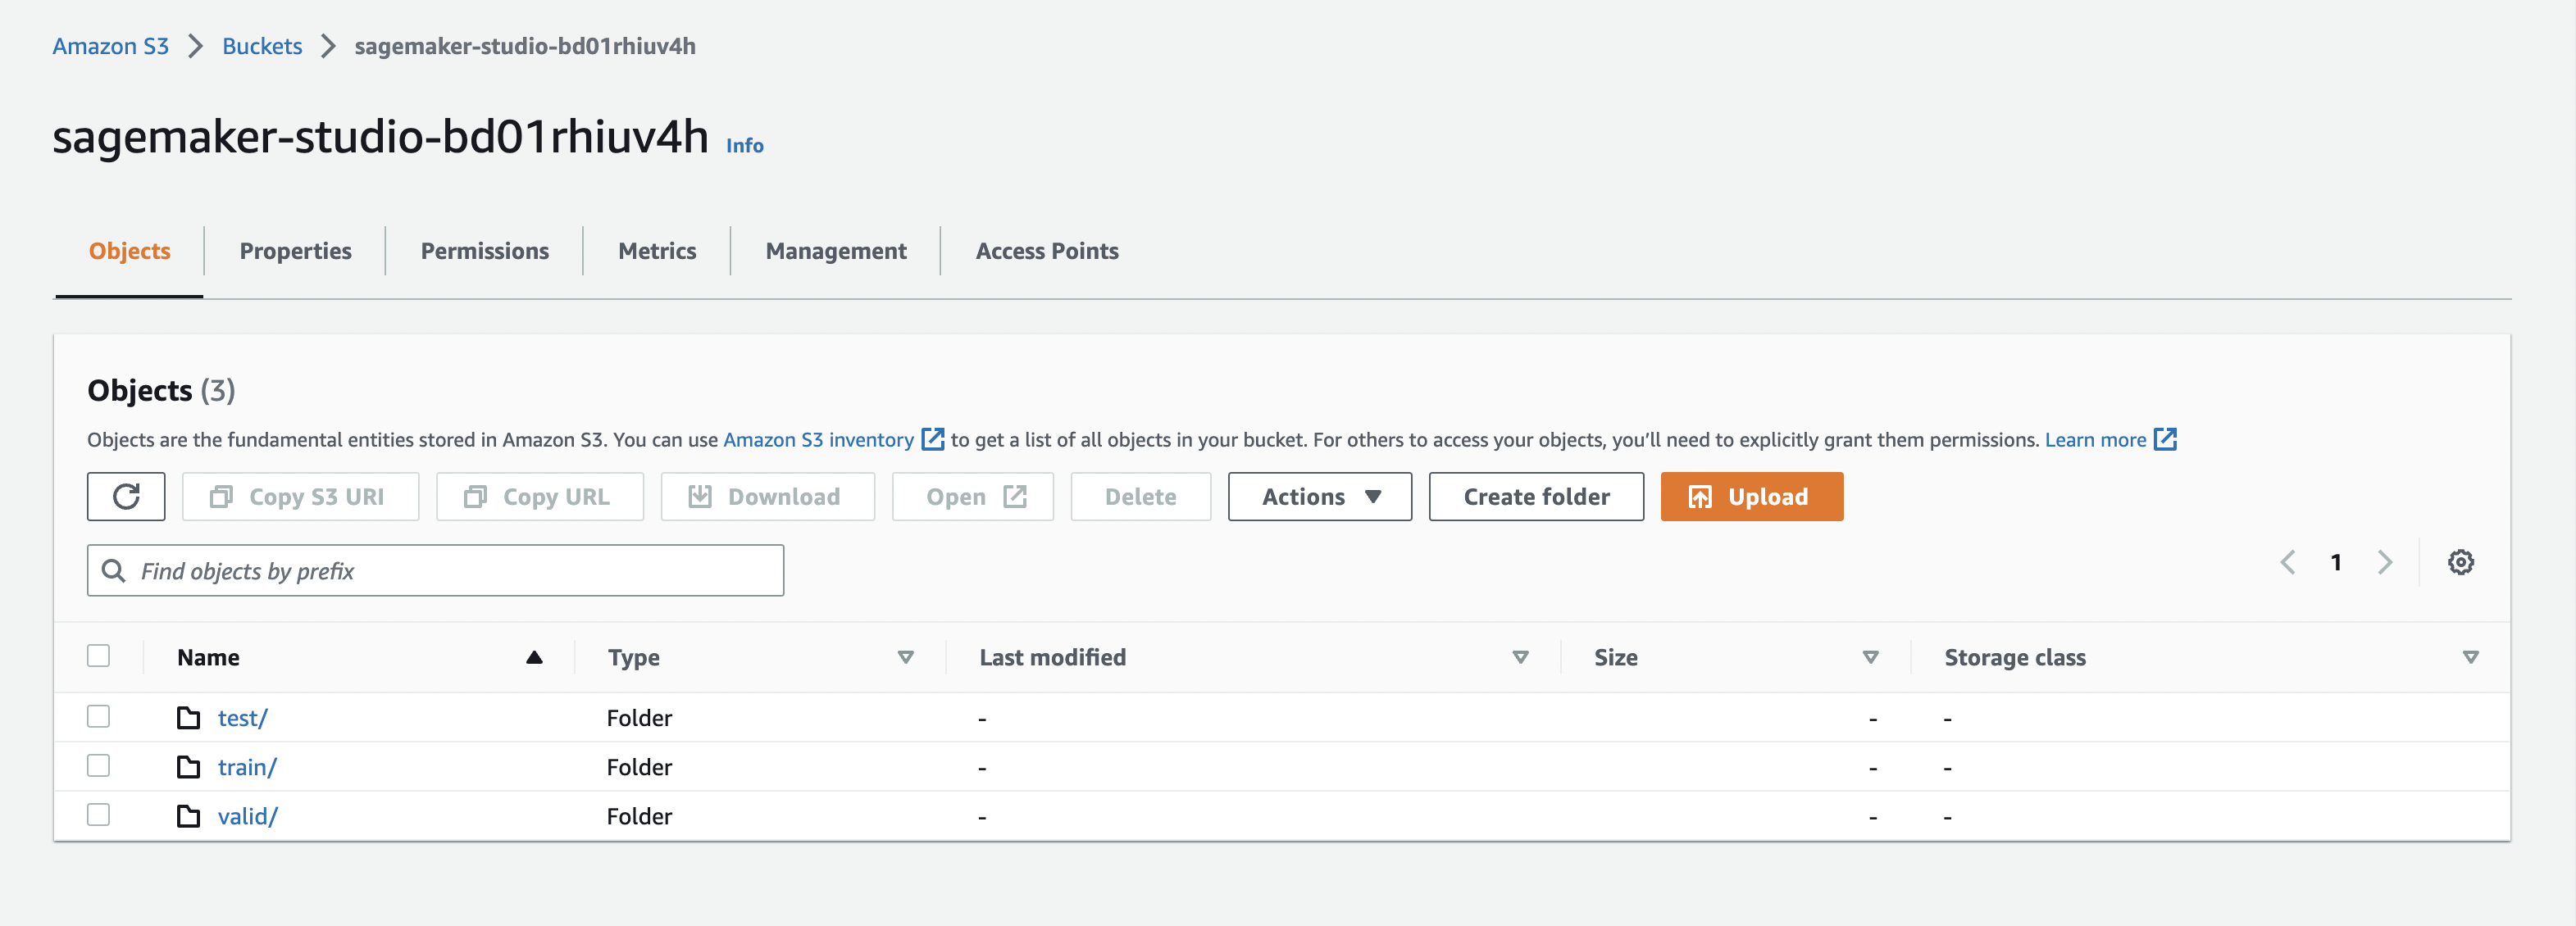 Amazon S3 > Buckets > sagemaker-studio-bd01rhiuv4h
sagemaker-studio-bd01rhiuv4h Info
Objects Properties Permissions Metrics Management Access Points
Objects (3)
Objects are the fundamental entities stored in Amazon S3. You can use Amazon S3 inventory to get a list of all objects in your bucket. For others to access your objects, you’ll need to explicitly grant them permissions. Learn more
Copy S3 URI Copy URL Download Open Delete Actions Create folder Upload
Find objects by prefix
1
Name Type Last modified Size Storage class
test/ Folder - - -
train/ Folder - - -
valid/ Folder - - -